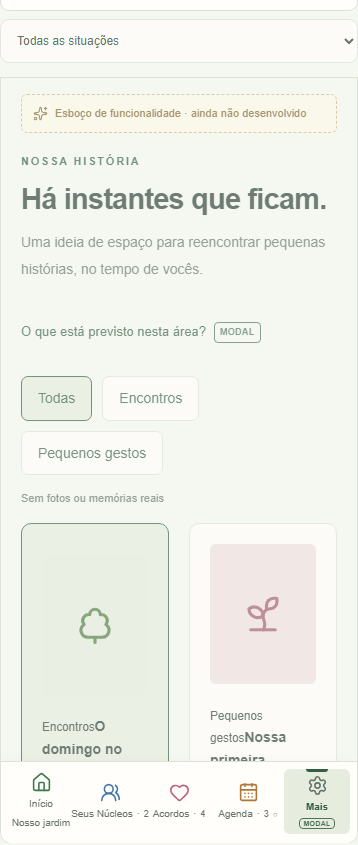 Todas as situações
Esboço de funcionalidade · ainda não desenvolvido
NOSSA HISTÓRIA
Há instantes que ficam.
Uma ideia de espaço para reencontrar pequenas
histórias, no tempo de vocês.
O que está previsto nesta área? MODAL
Todas
Encontros
Pequenos gestos
Sem fotos ou memórias reais
EncontrosO
domingo no
Pequenos
gestosNossa
primeira
Início
Nosso jardim
Seus Núcleos · 2
Acordos · 4
Agenda · 3
Mais
MODAL